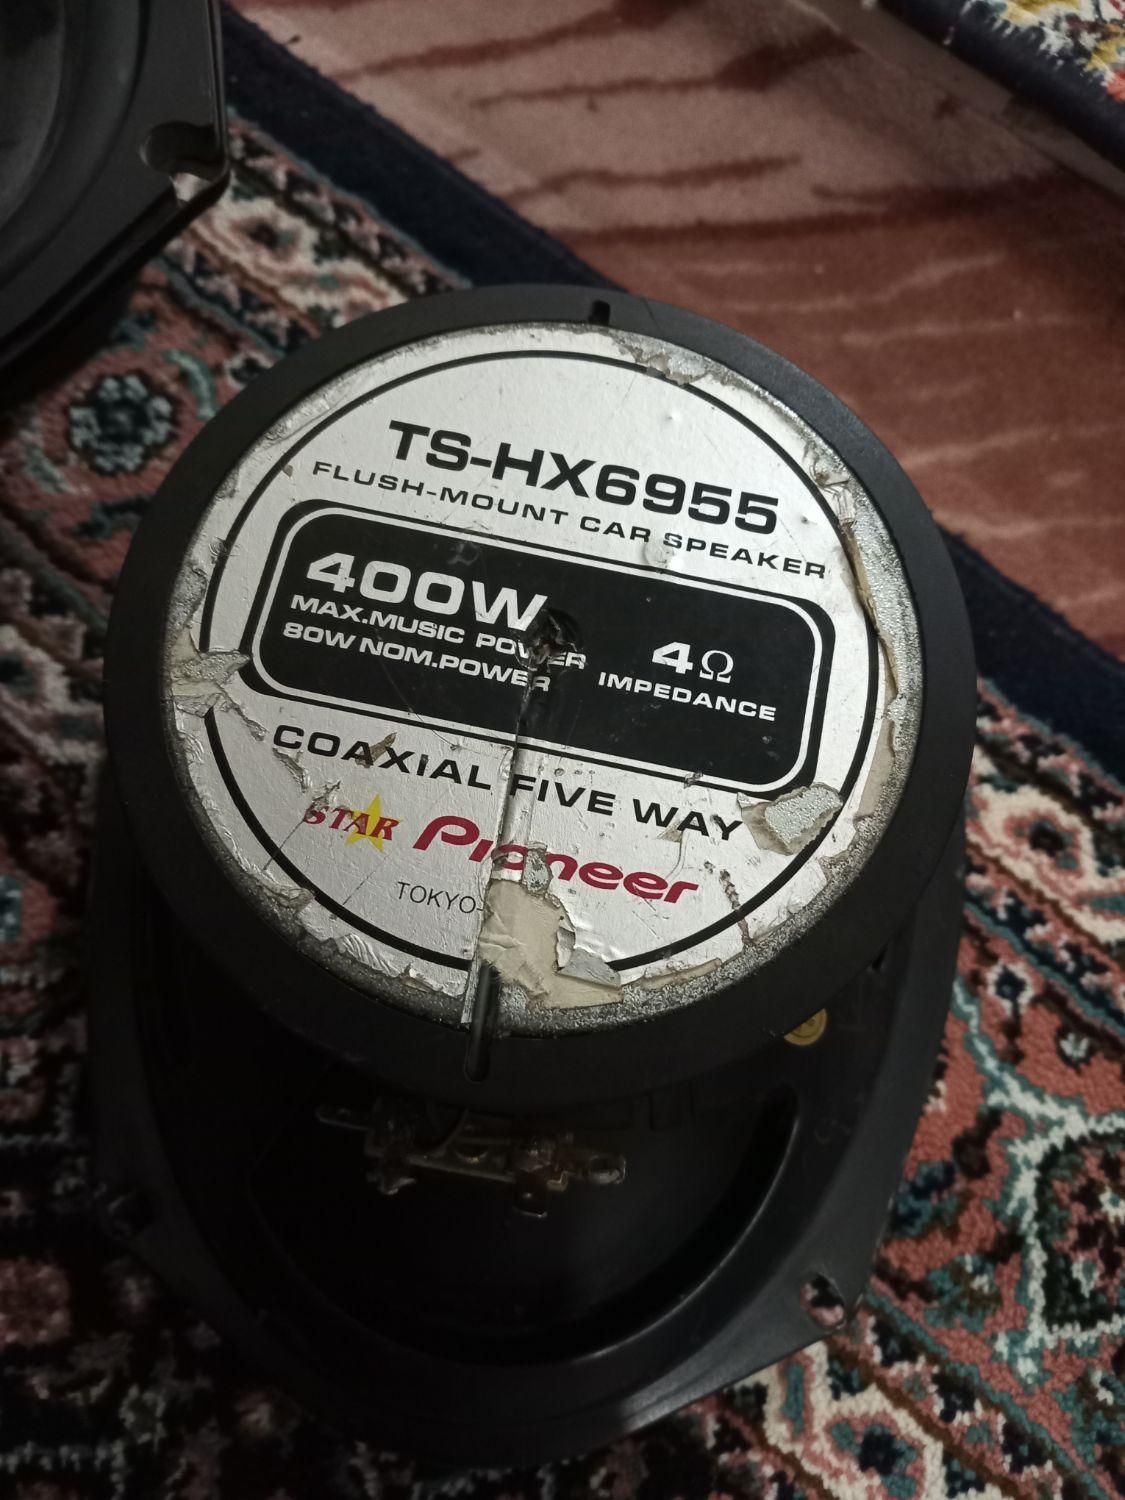 TS-HX6955
FLUSH-MOUNT CAR SPEAKER
400W
MAX.MUSIC POWER
80W NOM.POWER
4Ω
IMPEDANCE
COAXIAL FIVE WAY
STAR Pioneer
TOKYO-